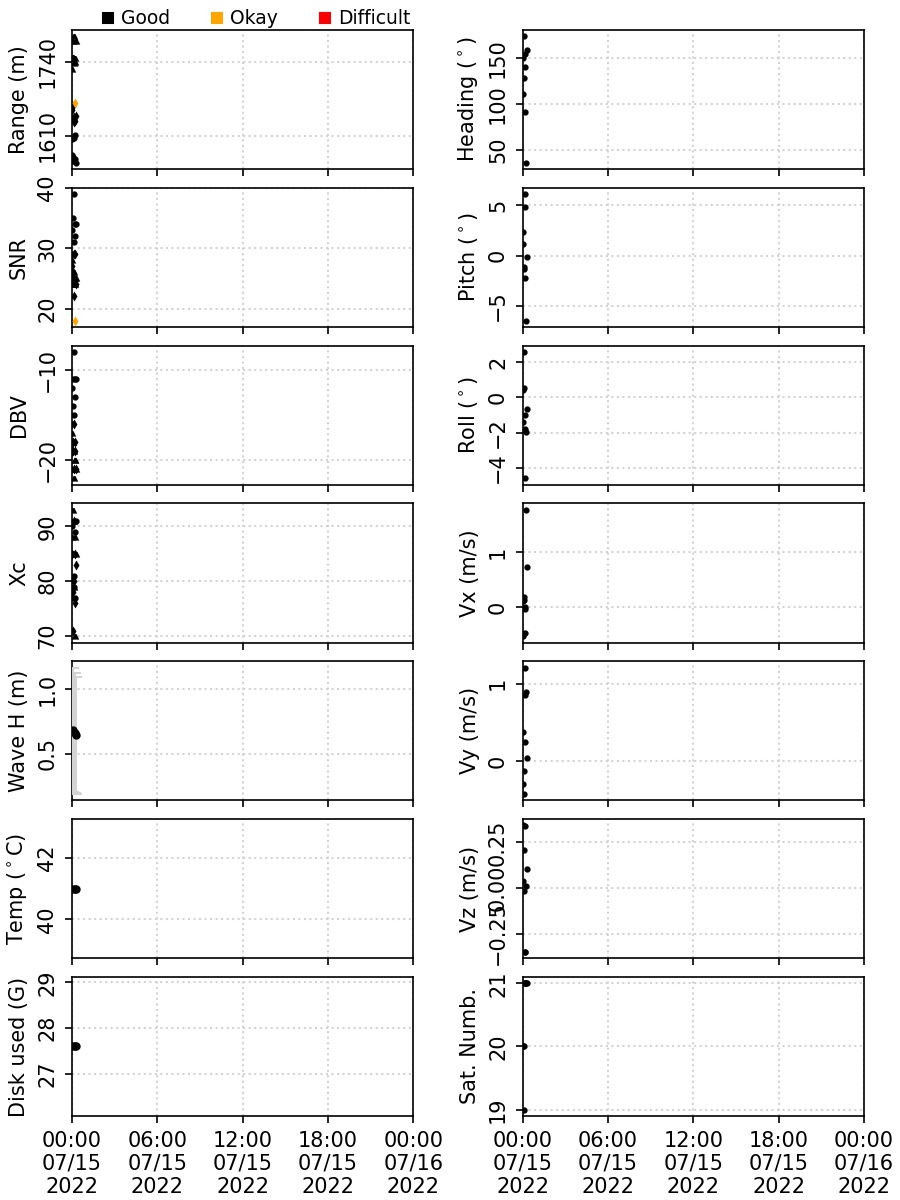 Good Okay Difficult
Range (m)
1740
1610
Heading (°)
150
100
50
SNR
40
30
20
Pitch (°)
5
0
−5
DBV
−10
−20
Roll (°)
2
0
−2
−4
Xc
90
80
70
Vx (m/s)
1
0
Wave H (m)
1.0
0.5
Vy (m/s)
1
0
Temp (°C)
42
40
Vz (m/s)
0.25
0.00
−0.25
Disk used (G)
29
28
27
Sat. Numb.
21
20
19
00:00 06:00 12:00 18:00 00:00
07/15 07/15 07/15 07/15 07/16
2022 2022 2022 2022 2022
00:00 06:00 12:00 18:00 00:00
07/15 07/15 07/15 07/15 07/16
2022 2022 2022 2022 2022